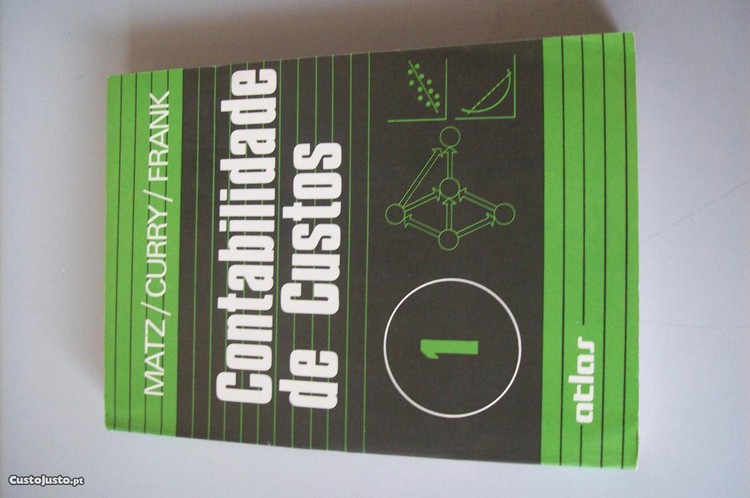 MATZ/CURRY/FRANK
Contabilidade
de Custos
1
atlas
CustoJusto.pt